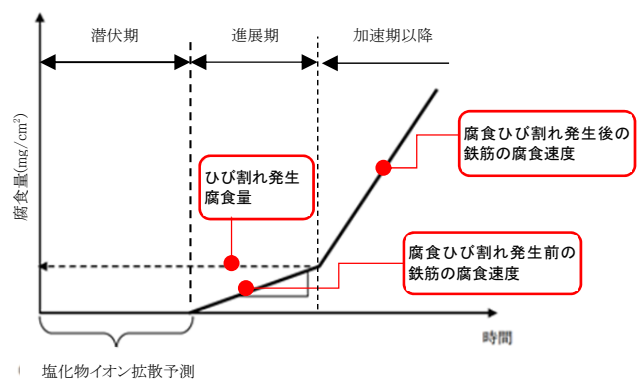 潜伏期 進展期 加速期以降
腐食量(mg/cm²)
腐食ひび割れ発生後の
鉄筋の腐食速度
ひび割れ発生
腐食量
腐食ひび割れ発生前の
鉄筋の腐食速度
時間
塩化物イオン拡散予測